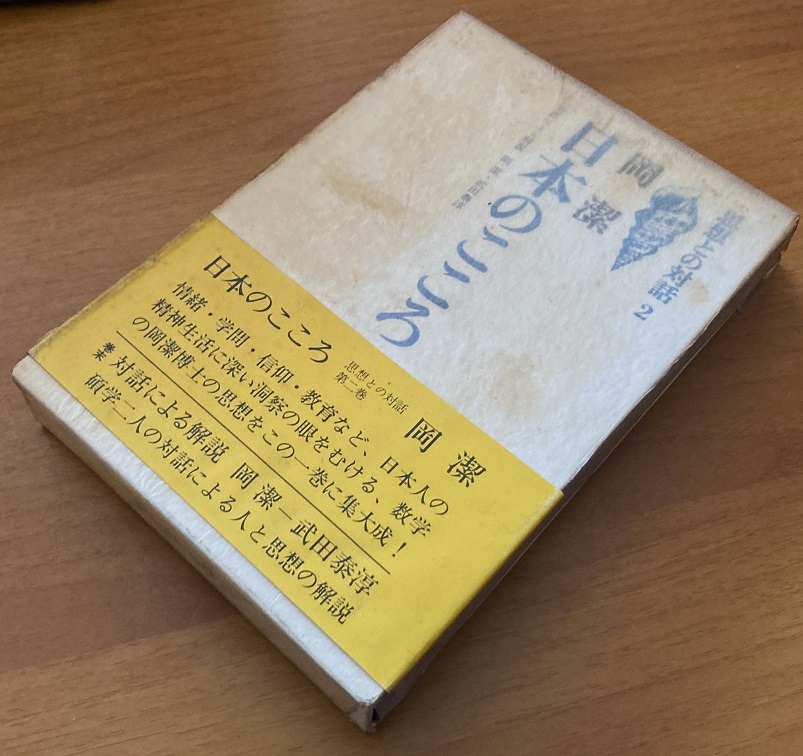 思想との対話 2
岡 潔
日本のこころ
日本のこころ
思想との対話
第二巻
岡 潔
情緒・学問・信仰・教育など、日本人の
精神生活に深い洞察の眼をむける、数学
の岡潔博士の思想をこの一巻に集大成!
巻末
対話による解説 岡 潔―武田泰淳
碩学二人の対話による人と思想の解説